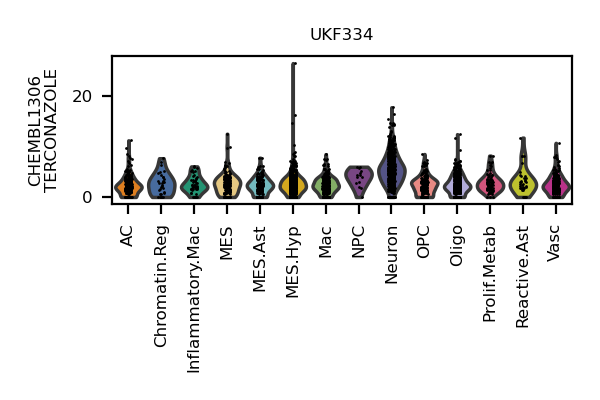 UKF334
CHEMBL1306
TERCONAZOLE
20
0
AC
Chromatin.Reg
Inflammatory.Mac
MES
MES.Ast
MES.Hyp
Mac
NPC
Neuron
OPC
Oligo
Prolif.Metab
Reactive.Ast
Vasc